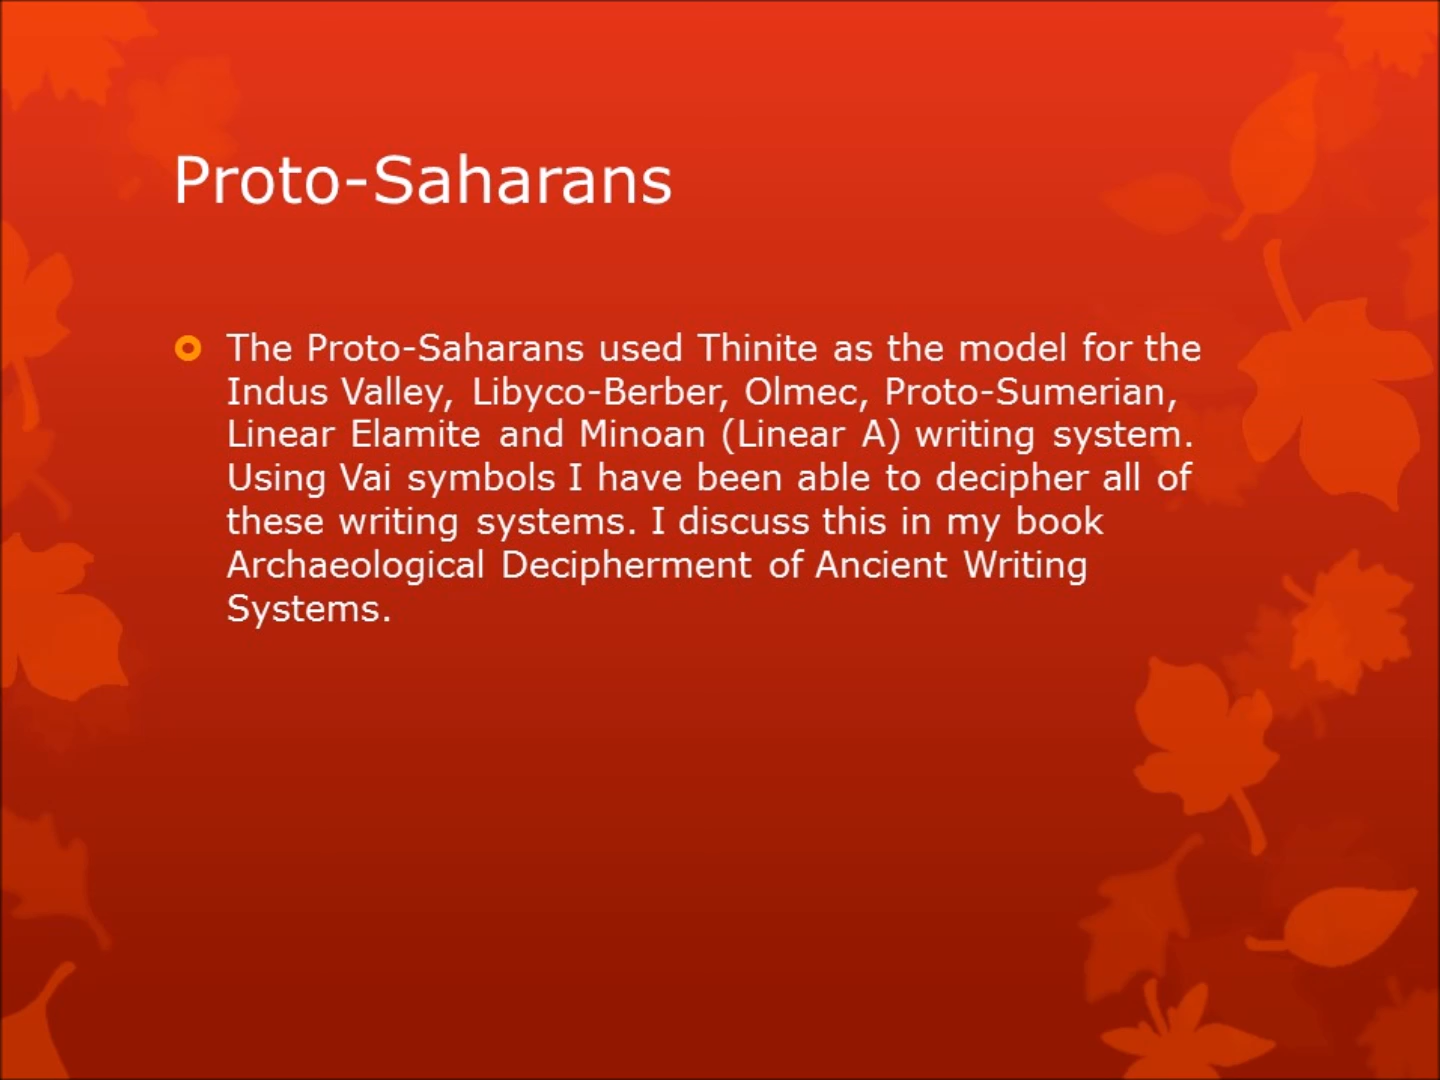 Proto-Saharans
The Proto-Saharans used Thinite as the model for the
Indus Valley, Libyco-Berber, Olmec, Proto-Sumerian,
Linear Elamite and Minoan (Linear A) writing system.
Using Vai symbols I have been able to decipher all of
these writing systems. I discuss this in my book
Archaeological Decipherment of Ancient Writing
Systems.